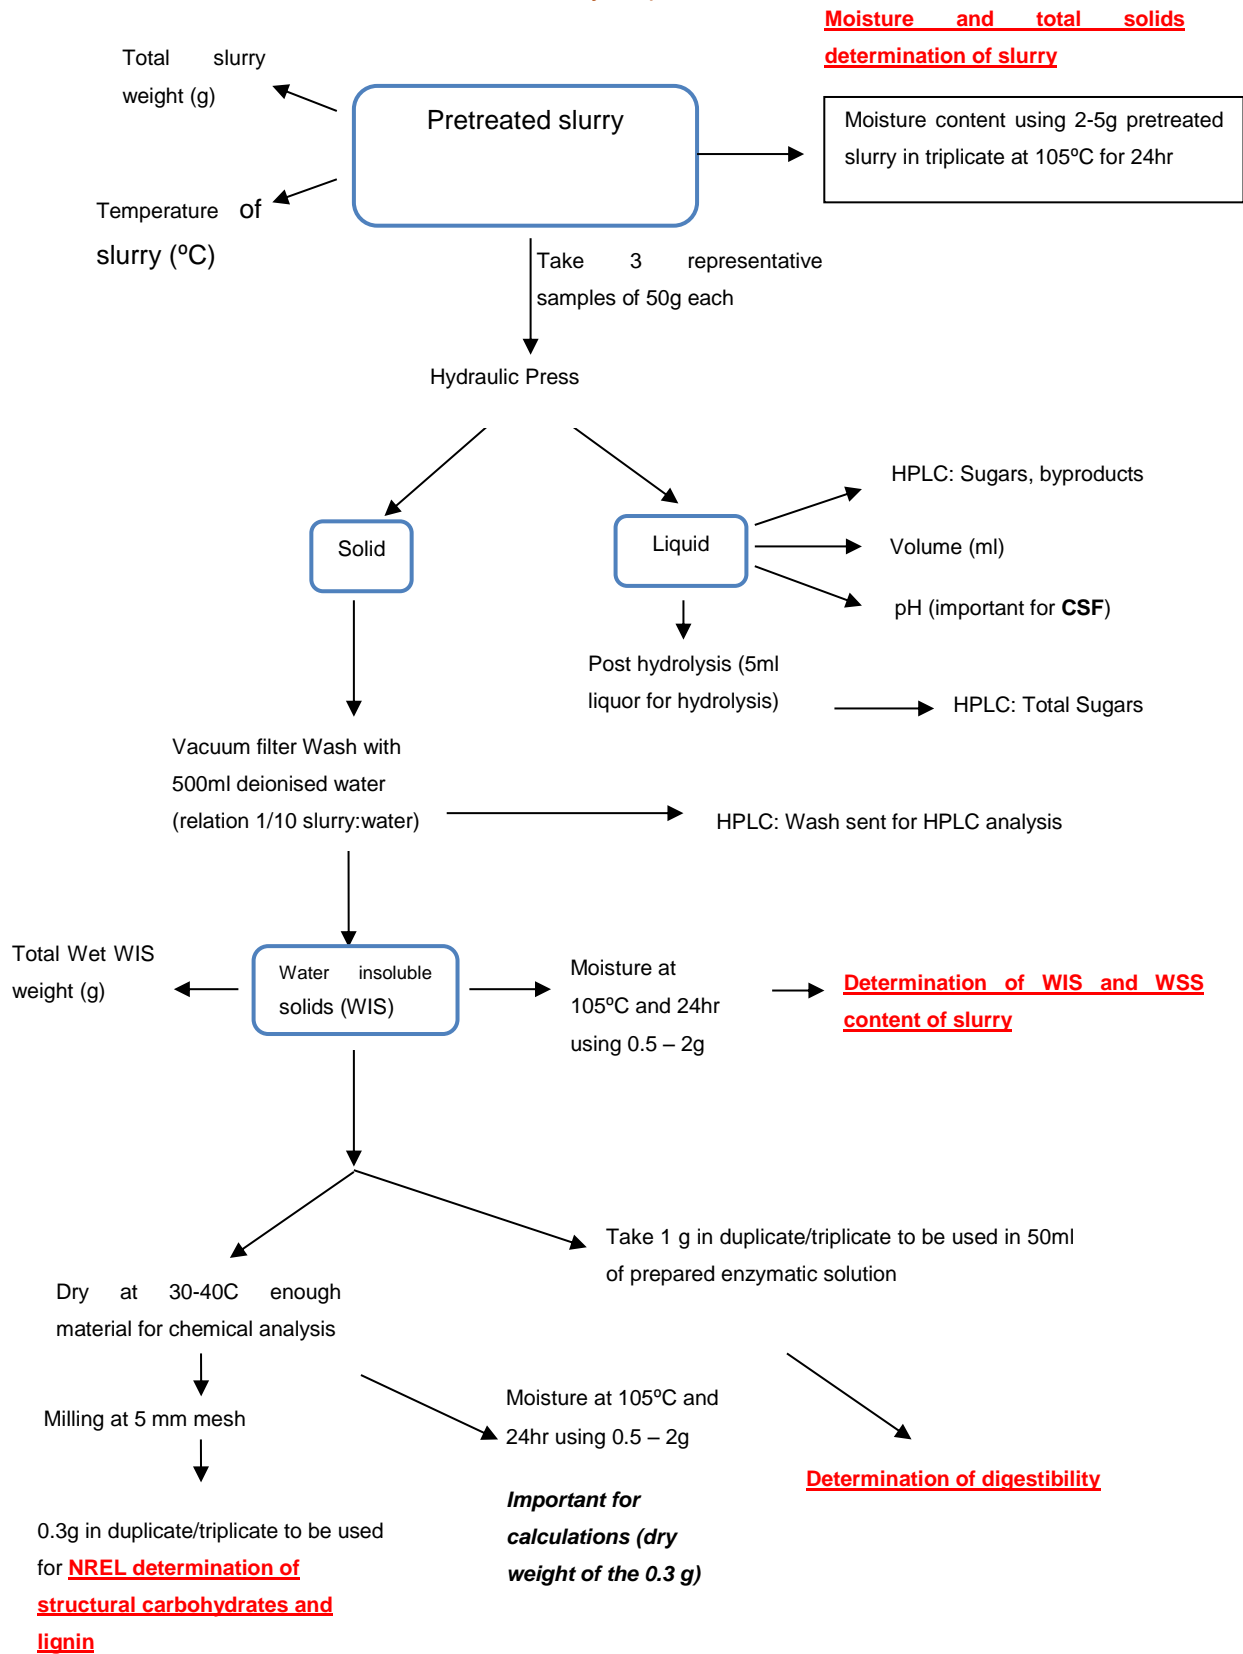 Moisture and total solids
determination of slurry
Total slurry
weight (g)
Pretreated slurry
Moisture content using 2-5g pretreated
slurry in triplicate at 105ºC for 24hr
Temperature of
slurry (ºC)
Take 3 representative
samples of 50g each
Hydraulic Press
HPLC: Sugars, byproducts
Solid
Liquid
Volume (ml)
pH (important for CSF)
Post hydrolysis (5ml
liquor for hydrolysis)
HPLC: Total Sugars
Vacuum filter Wash with
500ml deionised water
(relation 1/10 slurry:water)
HPLC: Wash sent for HPLC analysis
Total Wet WIS
weight (g)
Water insoluble
solids (WIS)
Moisture at
105ºC and 24hr
using 0.5 – 2g
Determination of WIS and WSS
content of slurry
Take 1 g in duplicate/triplicate to be used in 50ml
of prepared enzymatic solution
Dry at 30-40C enough
material for chemical analysis
Milling at 5 mm mesh
Moisture at 105ºC and
24hr using 0.5 – 2g
Important for
calculations (dry
weight of the 0.3 g)
Determination of digestibility
0.3g in duplicate/triplicate to be used
for NREL determination of
structural carbohydrates and
lignin